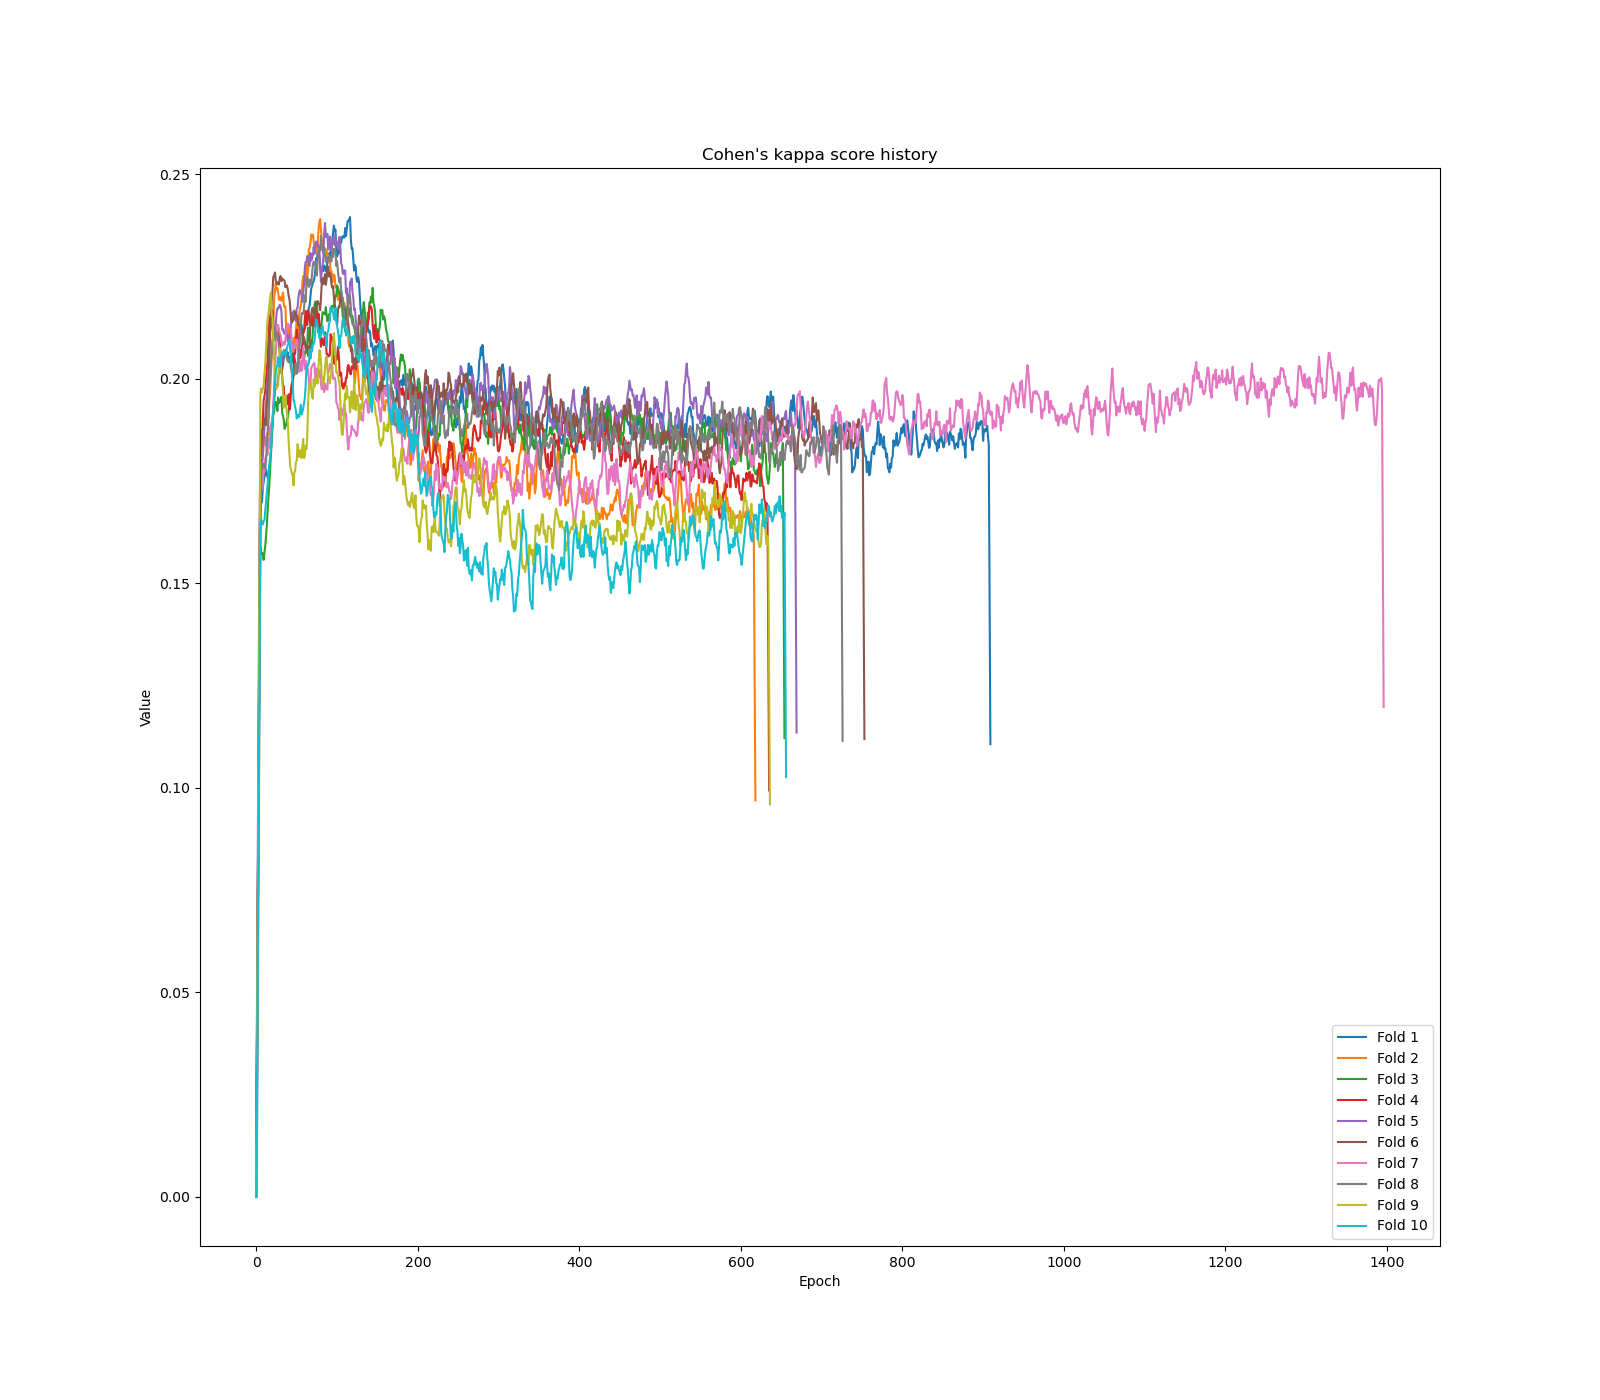 Cohen's kappa score history
Value
0.25
0.20
0.15
0.10
0.05
0.00
0 200 400 600 800 1000 1200 1400
Epoch
Fold 1
Fold 2
Fold 3
Fold 4
Fold 5
Fold 6
Fold 7
Fold 8
Fold 9
Fold 10